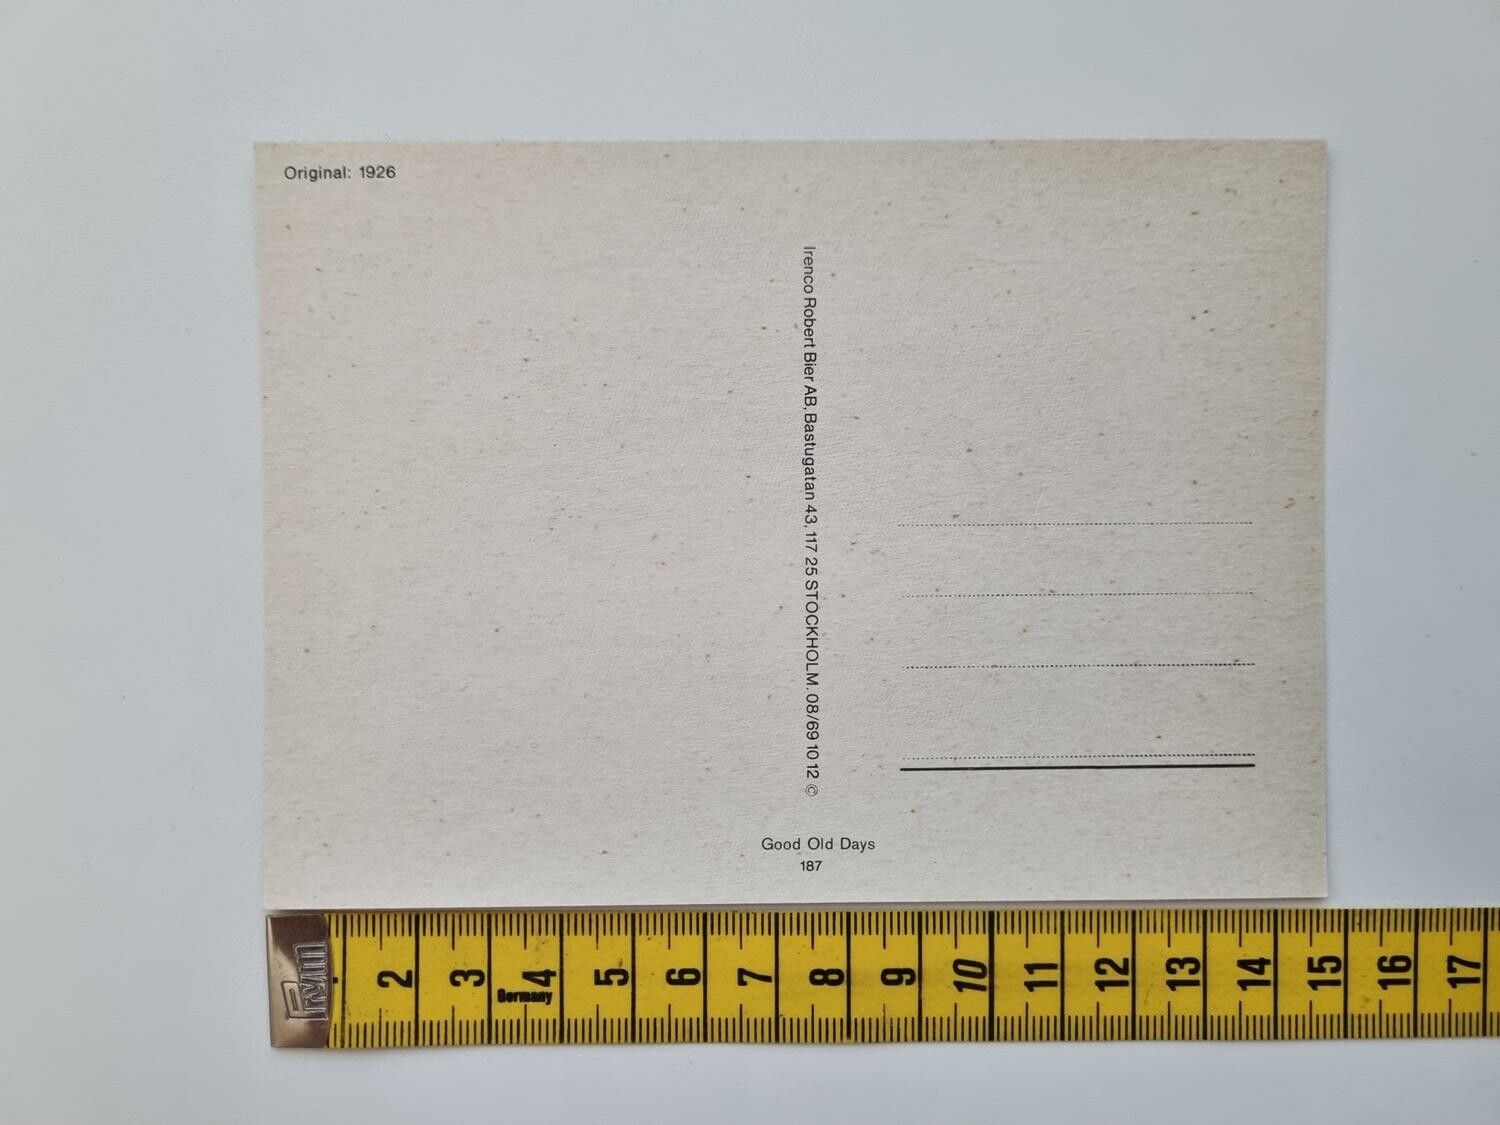 Original: 1926
Irenco Robert Bier AB, Bastugatan 43, 117 25 STOCKHOLM. 08/69 10 12 ©
Good Old Days
187
2 3 4 5 6 7 8 9 10 11 12 13 14 15 16 17
Germany